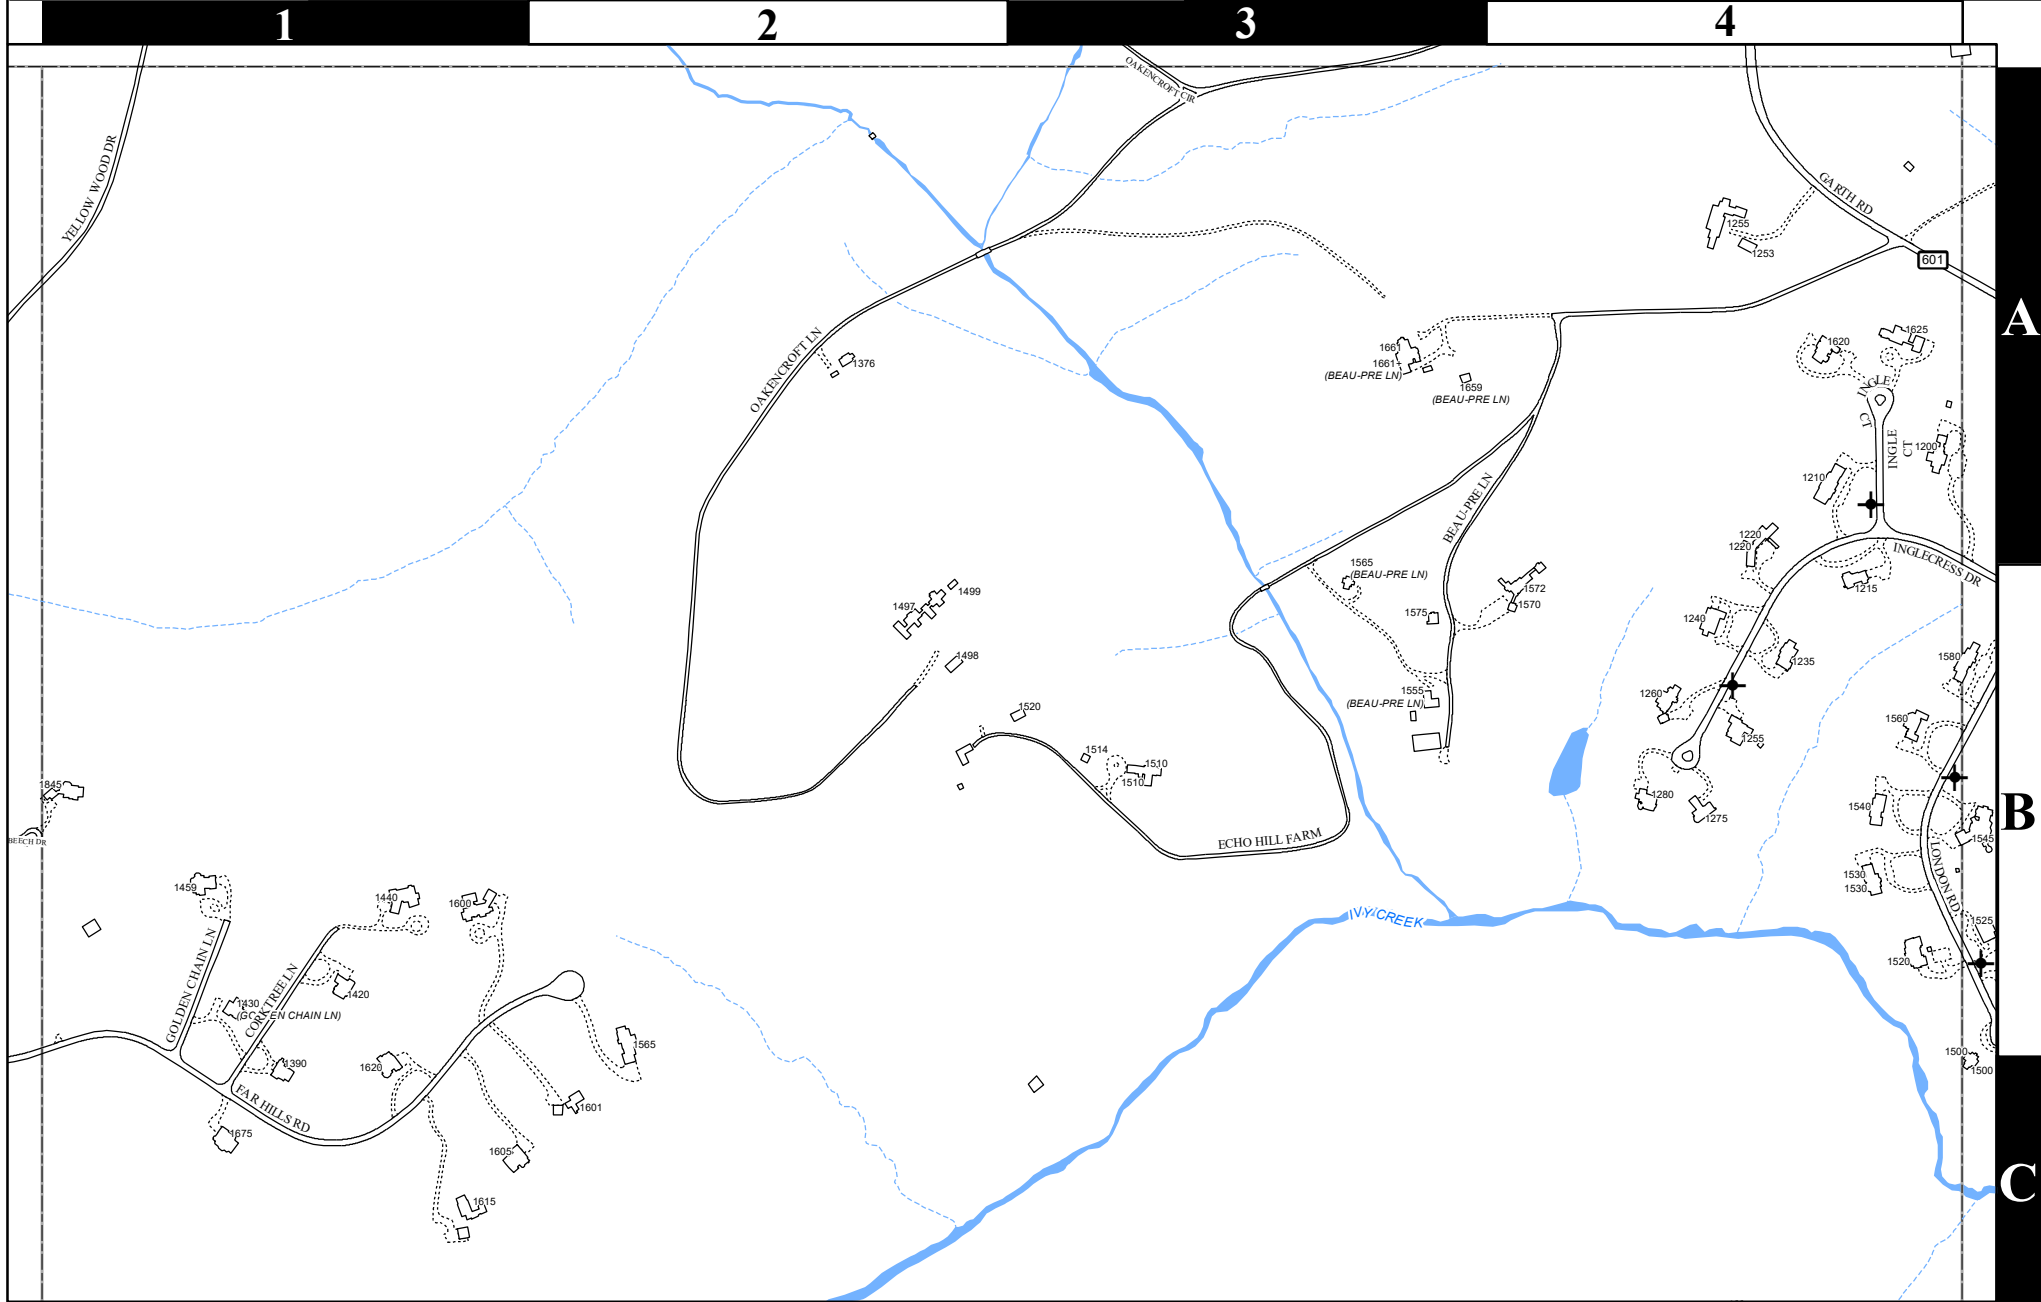 1
2
3
4
OAKENCROFT CIR
YELLOW WOOD DR
GARTH RD
1255
1253
601
A
OAKENCROFT LN
1376
1661
1661
(BEAU-PRE LN)
1659
(BEAU-PRE LN)
1620
1625
INGLE CT
INGLE CT
1200
1210
BEAU-PRE LN
1220
1220
INGLECRESS DR
1215
1565
(BEAU-PRE LN)
1572
1570
1575
1499
1497
1498
1240
1235
1580
1260
1555
(BEAU-PRE LN)
1255
1560
1520
1514
1510
1510
1845
BEECH DR
1280
1275
1540
1545
B
ECHO HILL FARM
LONDON RD
1530
1530
1459
1440
1600
IVY CREEK
1525
1520
GOLDEN CHAIN LN
CORKTREE LN
1420
1430
(GOLDEN CHAIN LN)
1390
1620
1565
1500
1500
FAR HILLS RD
1601
1675
1605
1615
C